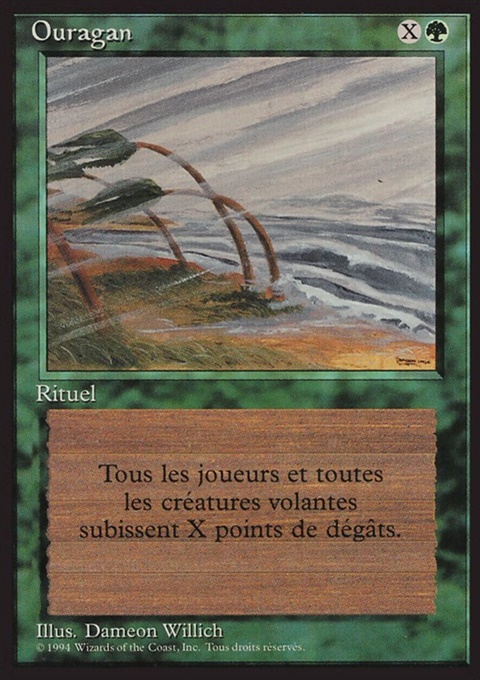 Ouragan X
Rituel
Tous les joueurs et toutes
les créatures volantes
subissent X points de dégâts.
Illus. Dameon Willich
© 1994 Wizards of the Coast, Inc. Tous droits réservés.